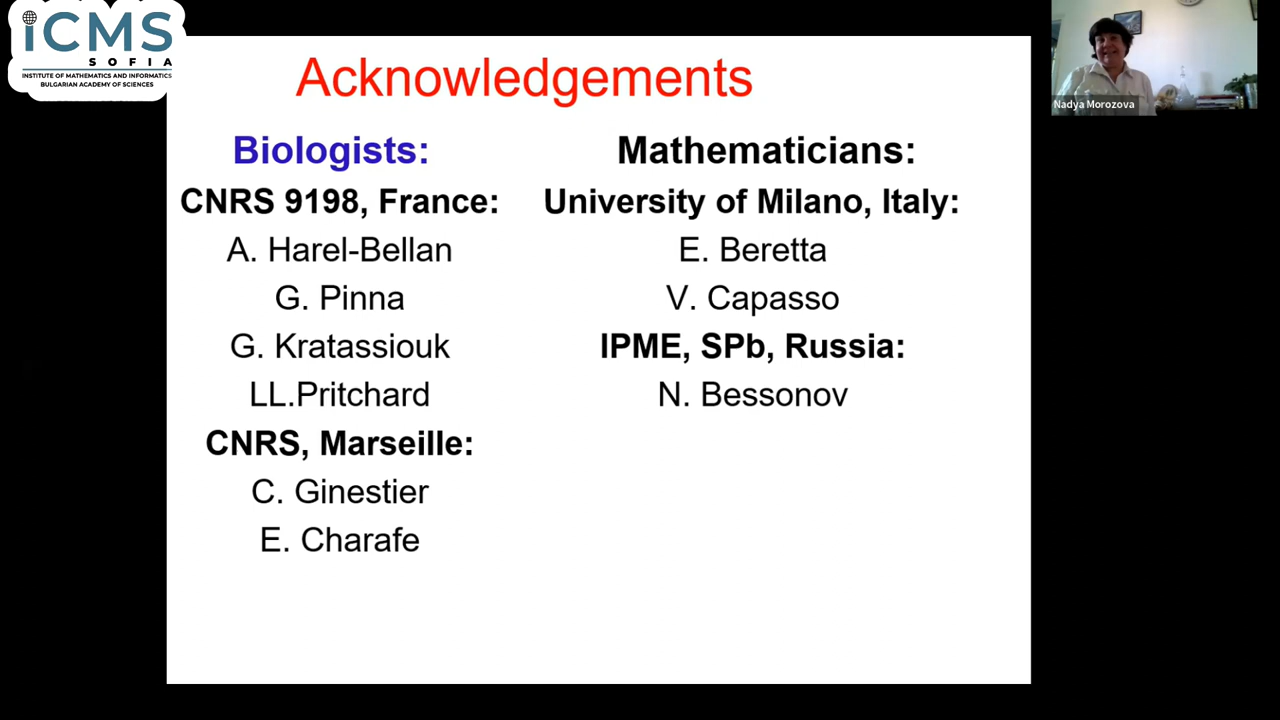 iCMS
SOFIA
INSTITUTE OF MATHEMATICS AND INFORMATICS
BULGARIAN ACADEMY OF SCIENCES
Acknowledgements
Biologists:
CNRS 9198, France:
A. Harel-Bellan
G. Pinna
G. Kratassiouk
LL.Pritchard
CNRS, Marseille:
C. Ginestier
E. Charafe
Mathematicians:
University of Milano, Italy:
E. Beretta
V. Capasso
IPME, SPb, Russia:
N. Bessonov
Nadya Morozova